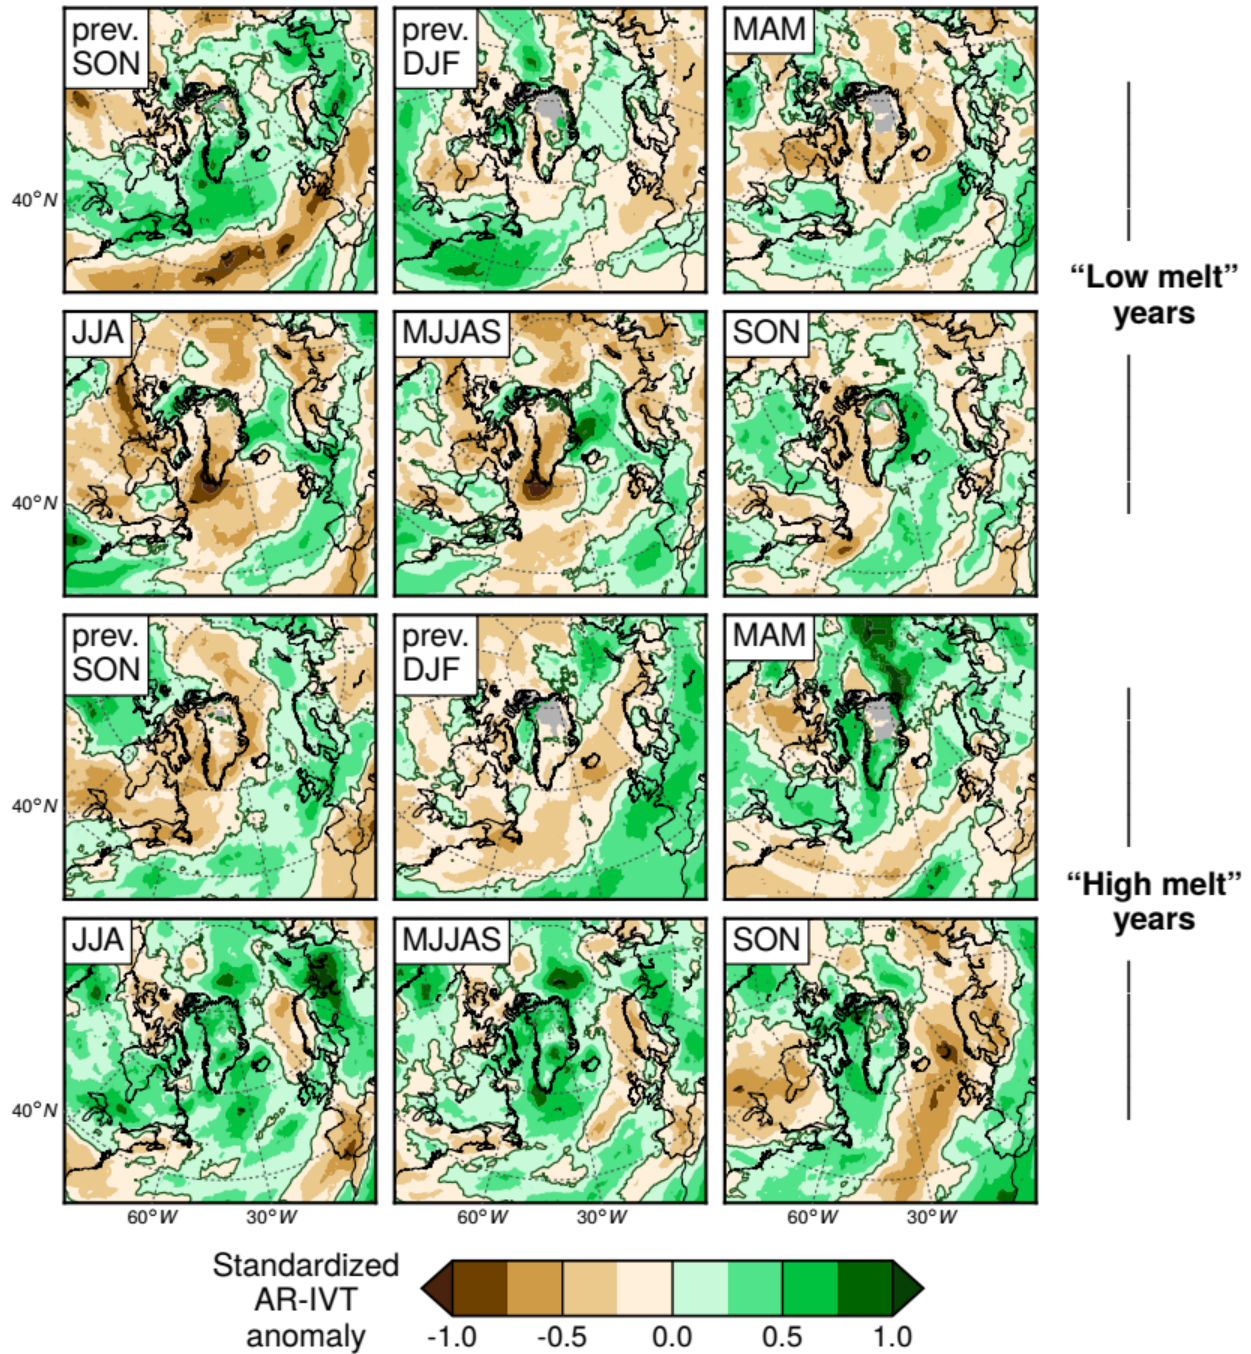 prev.
SON
prev.
DJF
MAM
40°N
“Low melt”
years
JJA
MJJAS
SON
40°N
prev.
SON
prev.
DJF
MAM
40°N
“High melt”
years
JJA
MJJAS
SON
40°N
60°W
30°W
60°W
30°W
60°W
30°W
Standardized
AR-IVT
anomaly
-1.0
-0.5
0.0
0.5
1.0